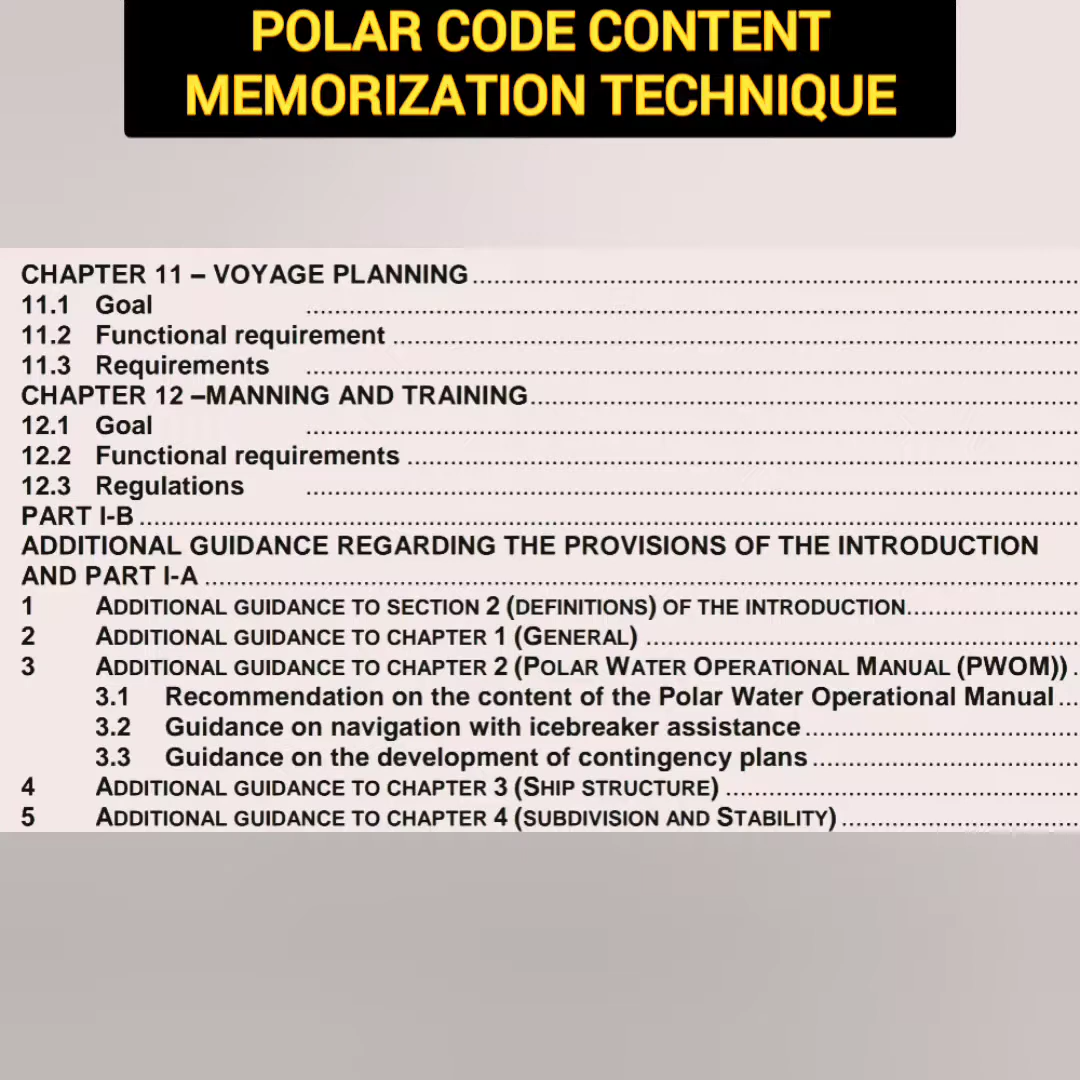 POLAR CODE CONTENT
MEMORIZATION TECHNIQUE
CHAPTER 11 – VOYAGE PLANNING
11.1 Goal
11.2 Functional requirement
11.3 Requirements
CHAPTER 12 –MANNING AND TRAINING
12.1 Goal
12.2 Functional requirements
12.3 Regulations
PART I-B
ADDITIONAL GUIDANCE REGARDING THE PROVISIONS OF THE INTRODUCTION
AND PART I-A
1 ADDITIONAL GUIDANCE TO SECTION 2 (DEFINITIONS) OF THE INTRODUCTION
2 ADDITIONAL GUIDANCE TO CHAPTER 1 (GENERAL)
3 ADDITIONAL GUIDANCE TO CHAPTER 2 (POLAR WATER OPERATIONAL MANUAL (PWOM))
3.1 Recommendation on the content of the Polar Water Operational Manual
3.2 Guidance on navigation with icebreaker assistance
3.3 Guidance on the development of contingency plans
4 ADDITIONAL GUIDANCE TO CHAPTER 3 (SHIP STRUCTURE)
5 ADDITIONAL GUIDANCE TO CHAPTER 4 (SUBDIVISION AND STABILITY)